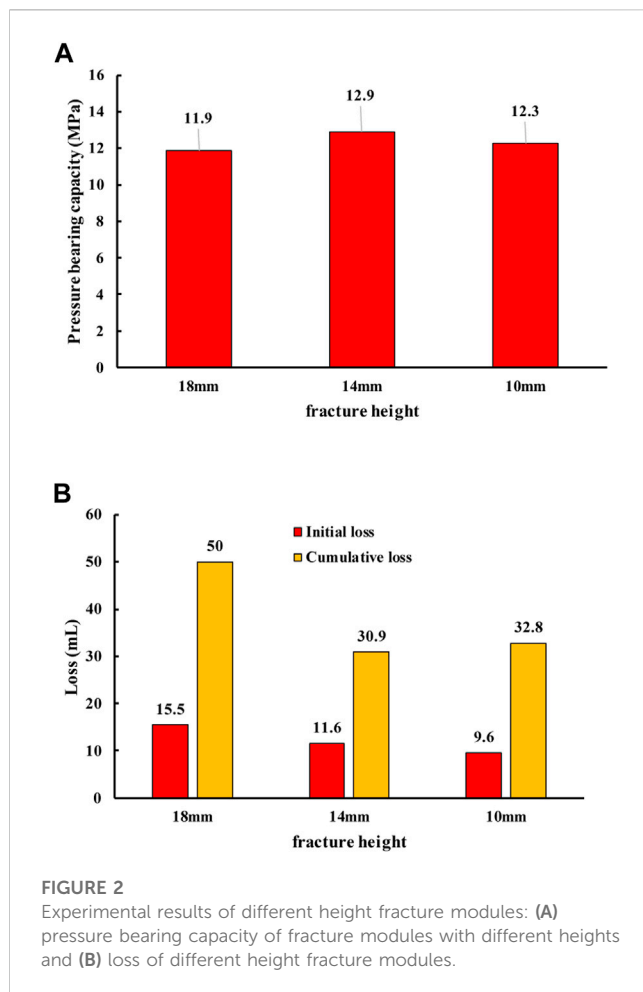 A
16
14
12
10
8
6
4
2
0
Pressure bearing capacity (MPa)
11.9
12.9
12.3
18mm
14mm
10mm
fracture height
B
60
50
40
30
20
10
0
Loss (mL)
Initial loss
Cumulative loss
15.5
50
11.6
30.9
9.6
32.8
18mm
14mm
10mm
fracture height
FIGURE 2
Experimental results of different height fracture modules: (A)
pressure bearing capacity of fracture modules with different heights
and (B) loss of different height fracture modules.